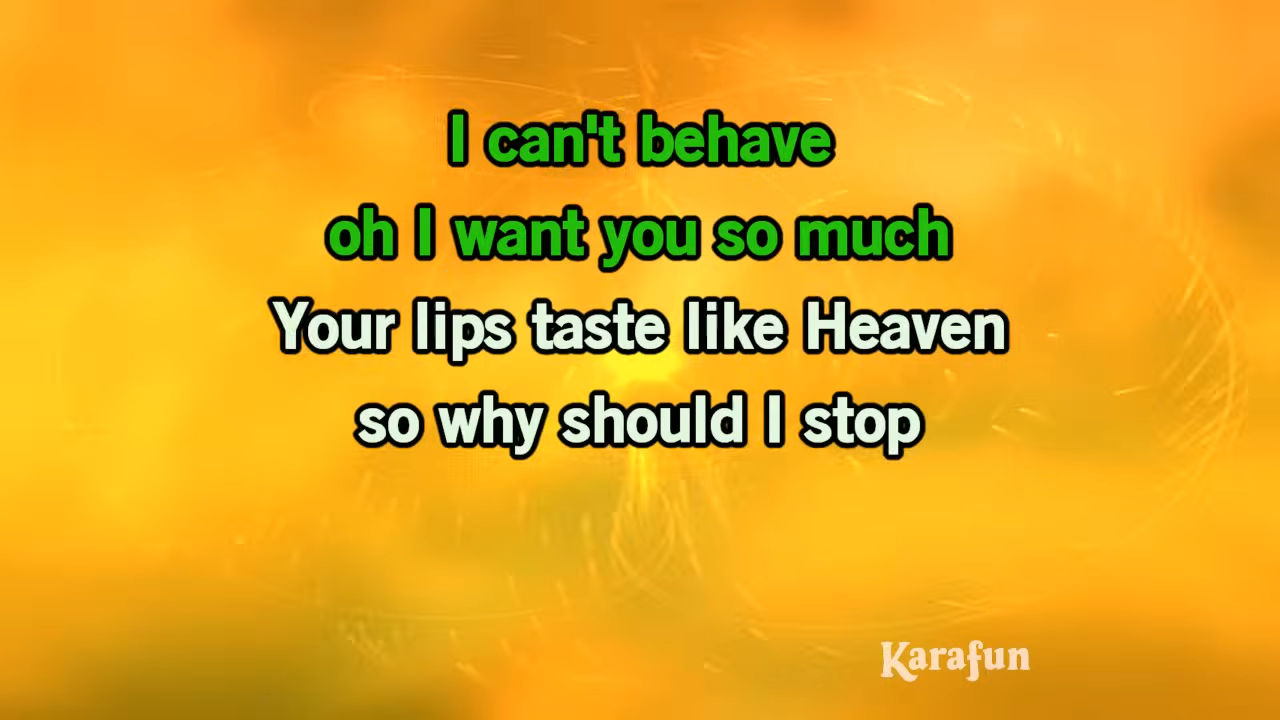 I can't behave
oh I want you so much
Your lips taste like Heaven
so why should I stop
Karafun